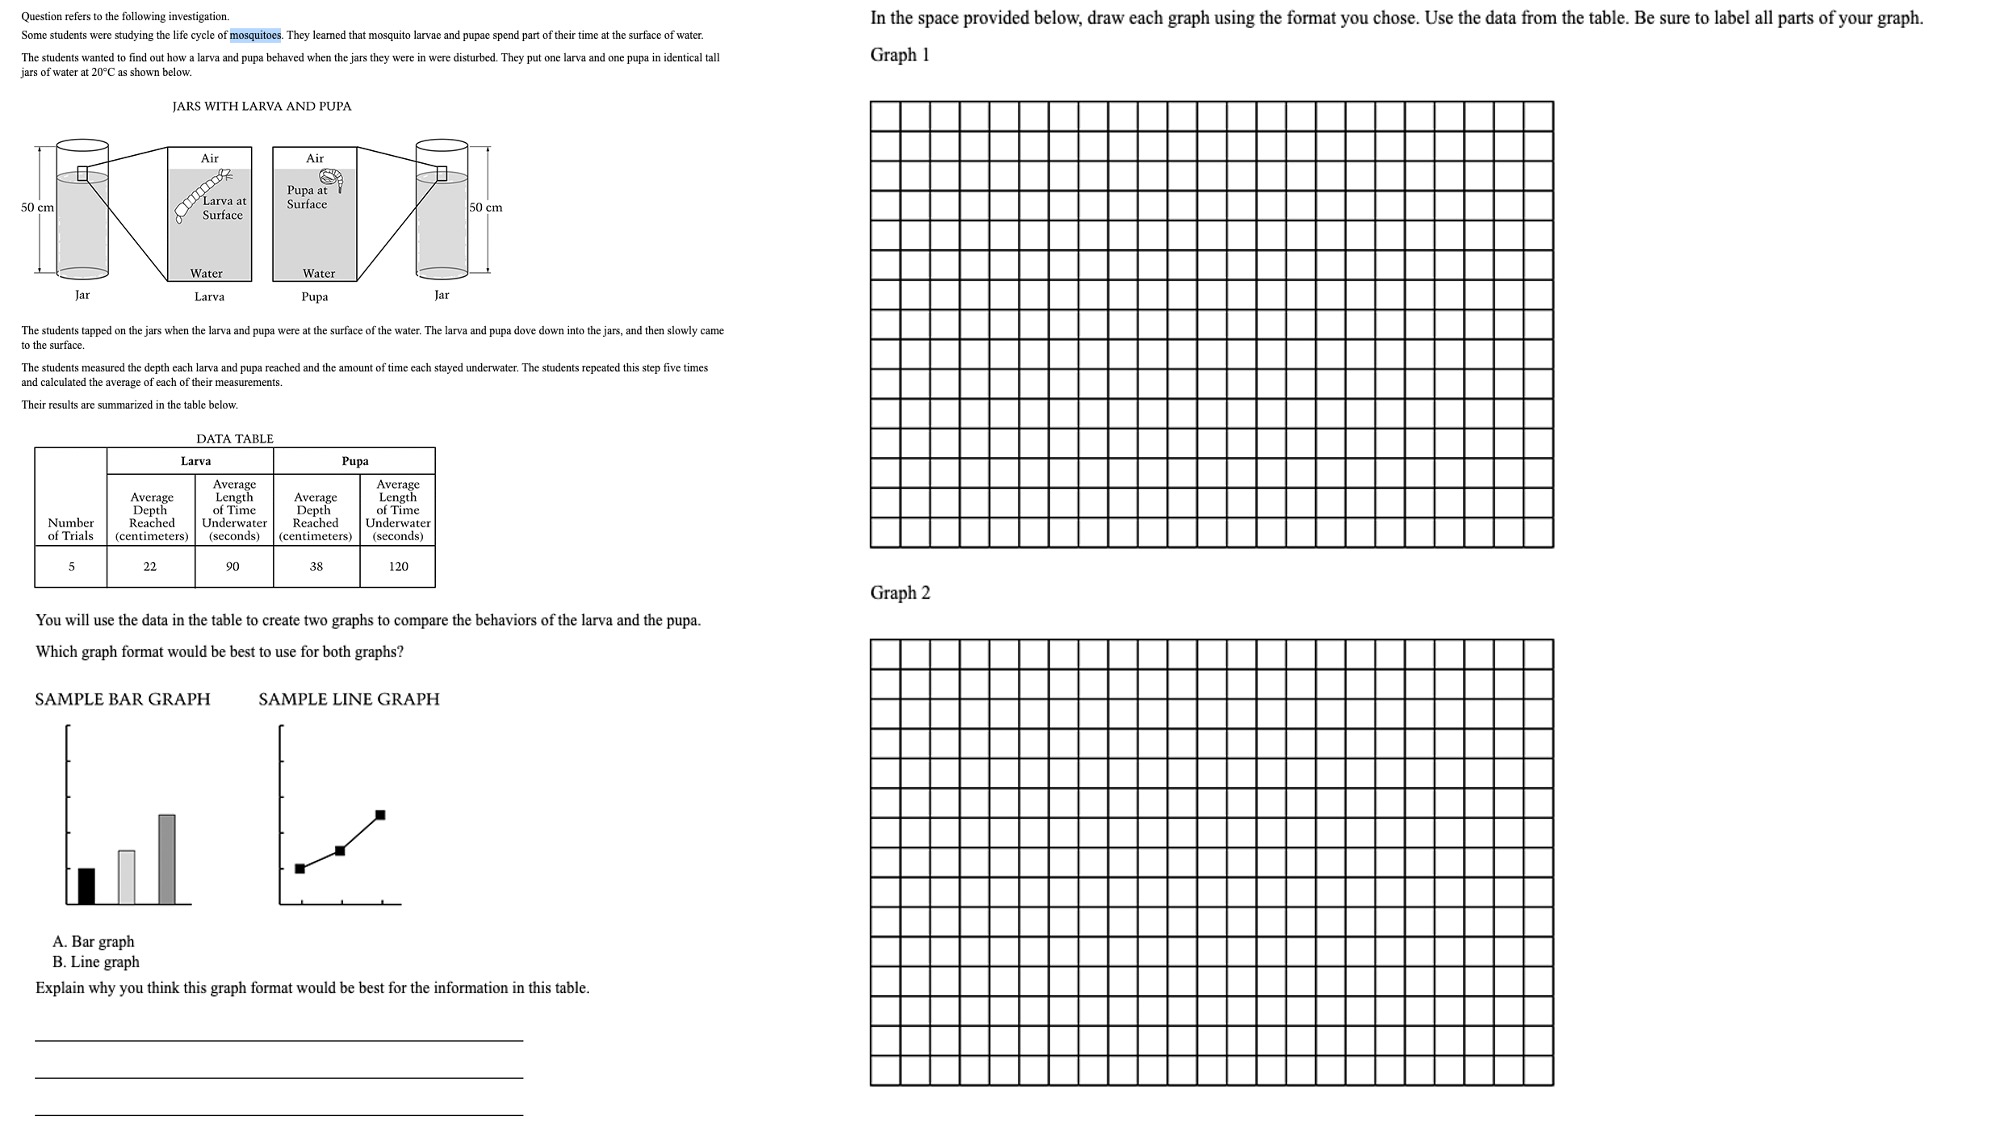 Question refers to the following investigation.
Some students were studying the life cycle of mosquitoes. They learned that mosquito larvae and pupae spend part of their time at the surface of water.
The students wanted to find out how a larva and pupa behaved when the jars they were in were disturbed. They put one larva and one pupa in identical tall
jars of water at 20°C as shown below.
JARS WITH LARVA AND PUPA
Air
Air
Pupa at
Surface
Larva at
Surface
50 cm
50 cm
Water
Water
Jar
Larva
Pupa
Jar
The students tapped on the jars when the larva and pupa were at the surface of the water. The larva and pupa dove down into the jars, and then slowly came
to the surface.
The students measured the depth each larva and pupa reached and the amount of time each stayed underwater. The students repeated this step five times
and calculated the average of each of their measurements.
Their results are summarized in the table below.
DATA TABLE
Larva
Pupa
Number
of Trials
Average
Depth
Reached
(centimeters)
Average
Length
of Time
Underwater
(seconds)
Average
Depth
Reached
(centimeters)
Average
Length
of Time
Underwater
(seconds)
5
22
90
38
120
You will use the data in the table to create two graphs to compare the behaviors of the larva and the pupa.
Which graph format would be best to use for both graphs?
SAMPLE BAR GRAPH
SAMPLE LINE GRAPH
A. Bar graph
B. Line graph
Explain why you think this graph format would be best for the information in this table.
In the space provided below, draw each graph using the format you chose. Use the data from the table. Be sure to label all parts of your graph.
Graph 1
Graph 2